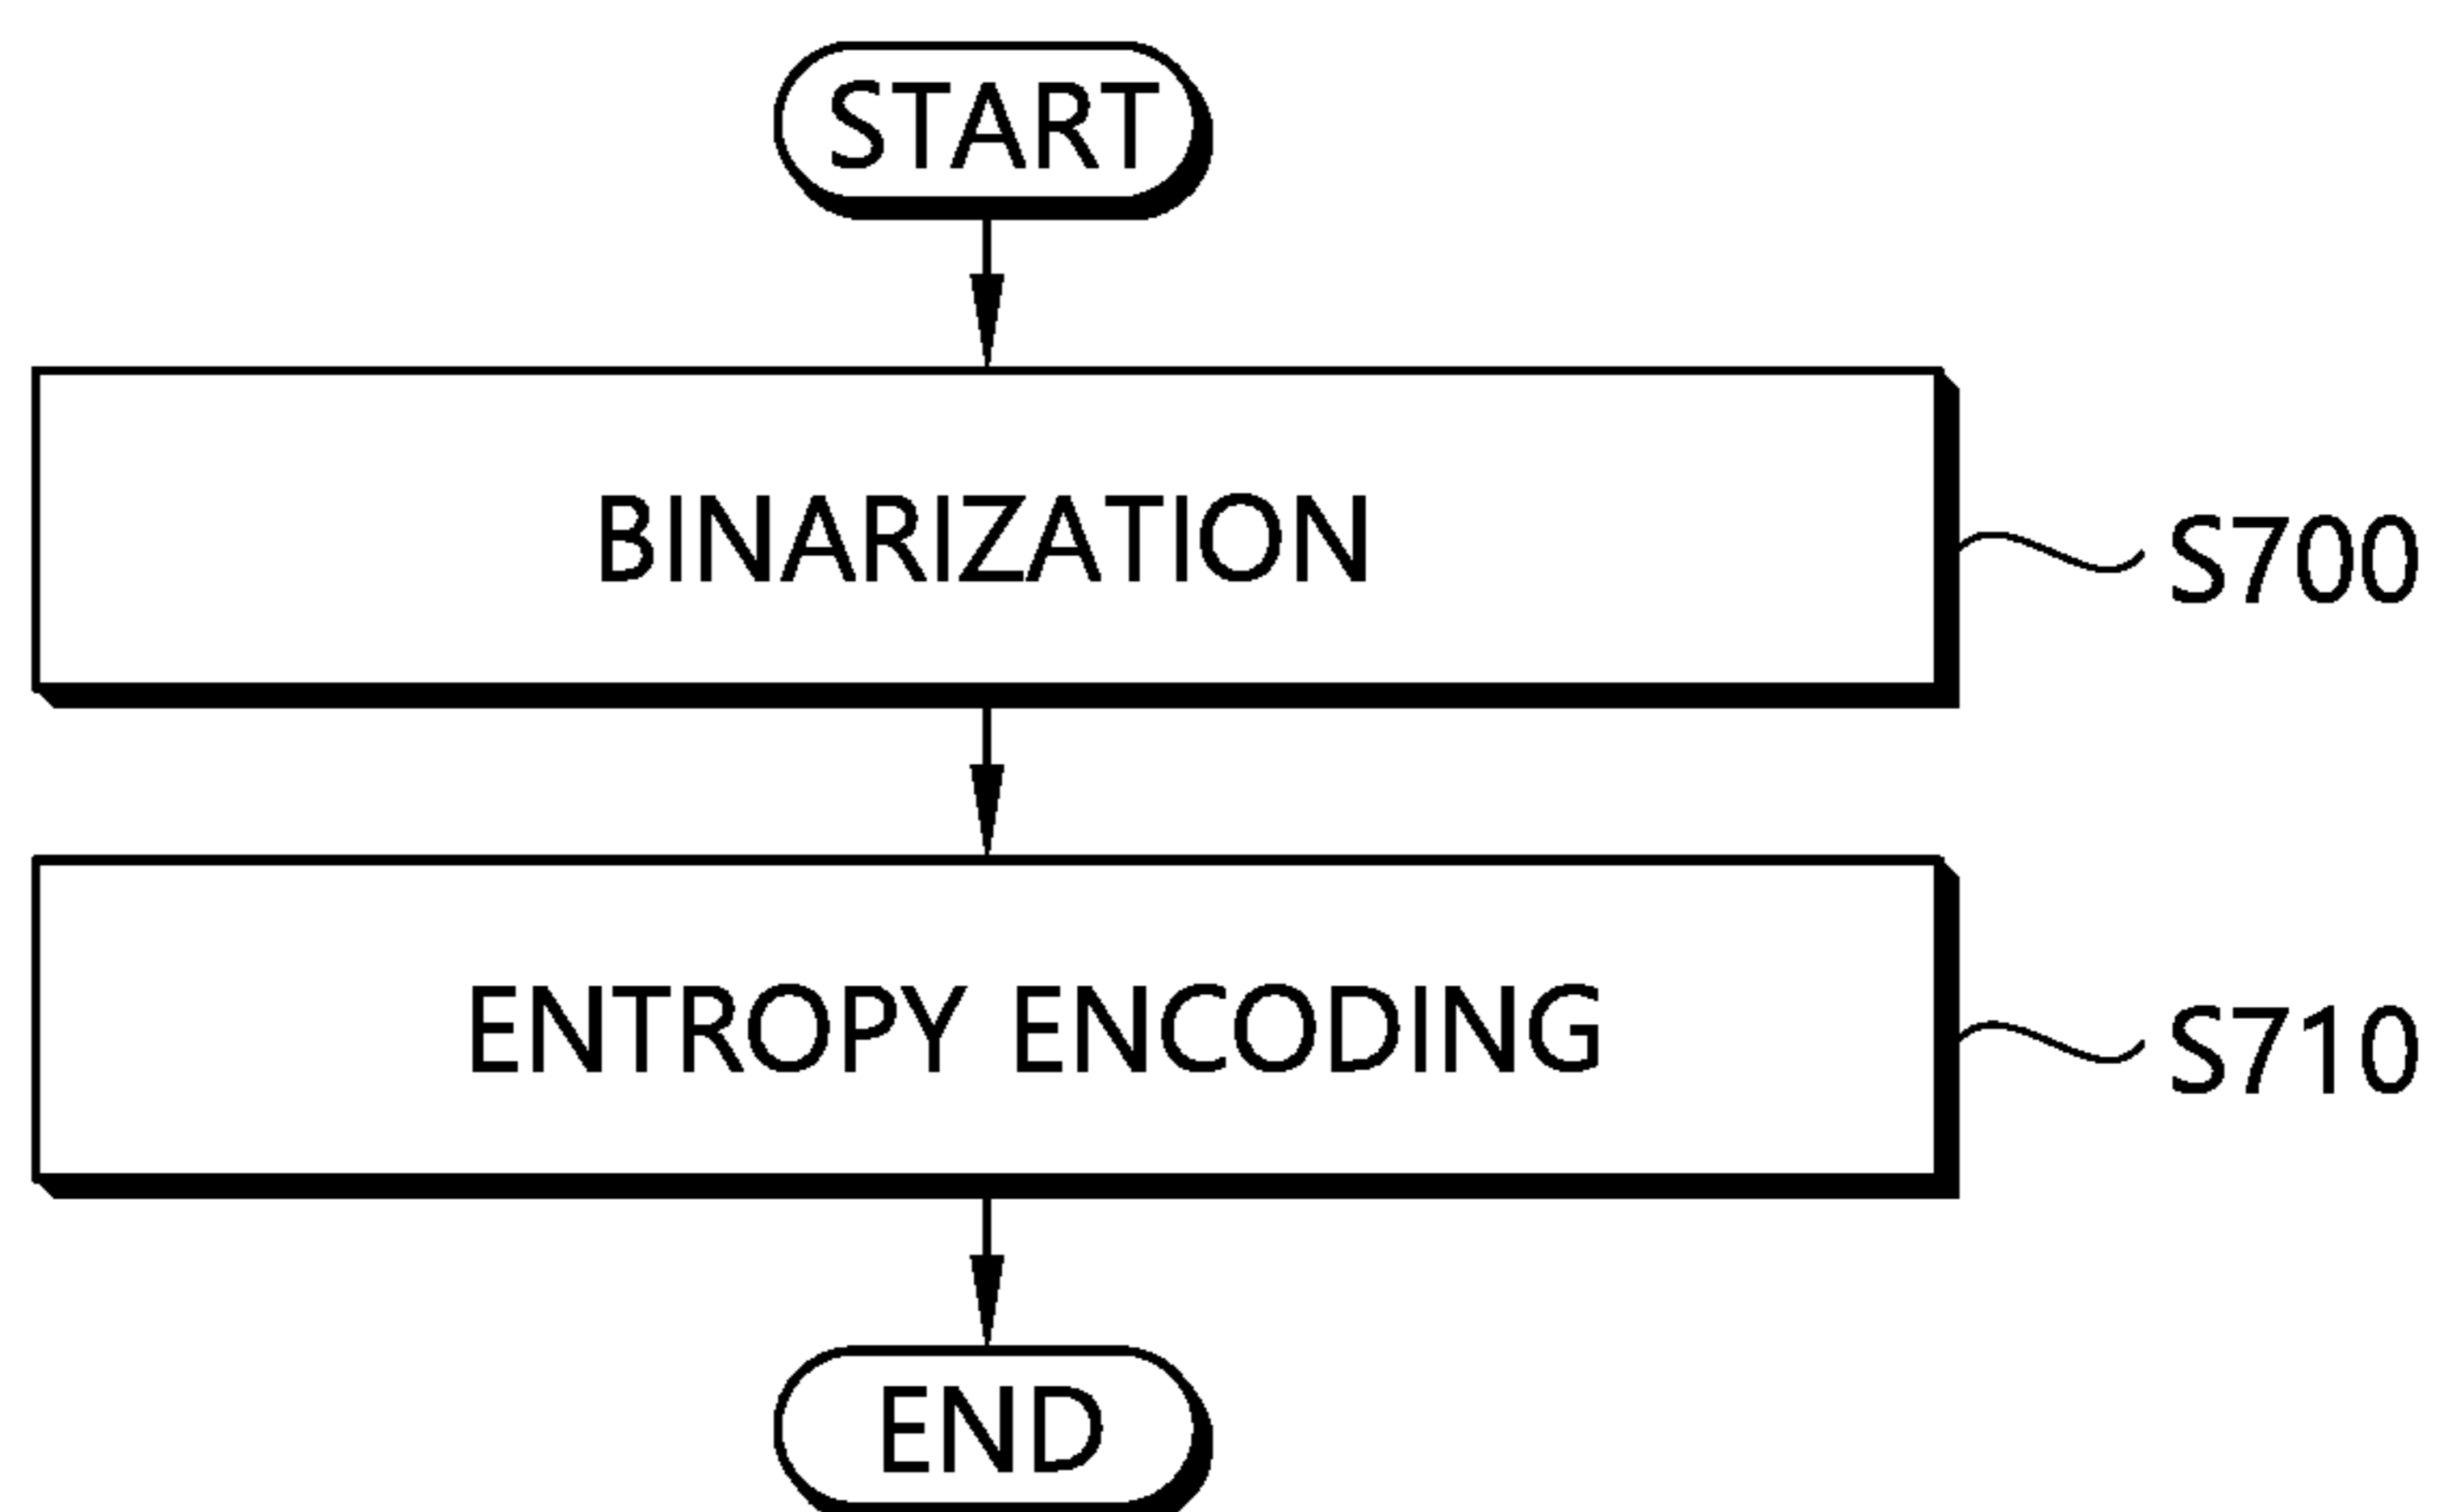 START
BINARIZATION
S700
ENTROPY ENCODING
S710
END